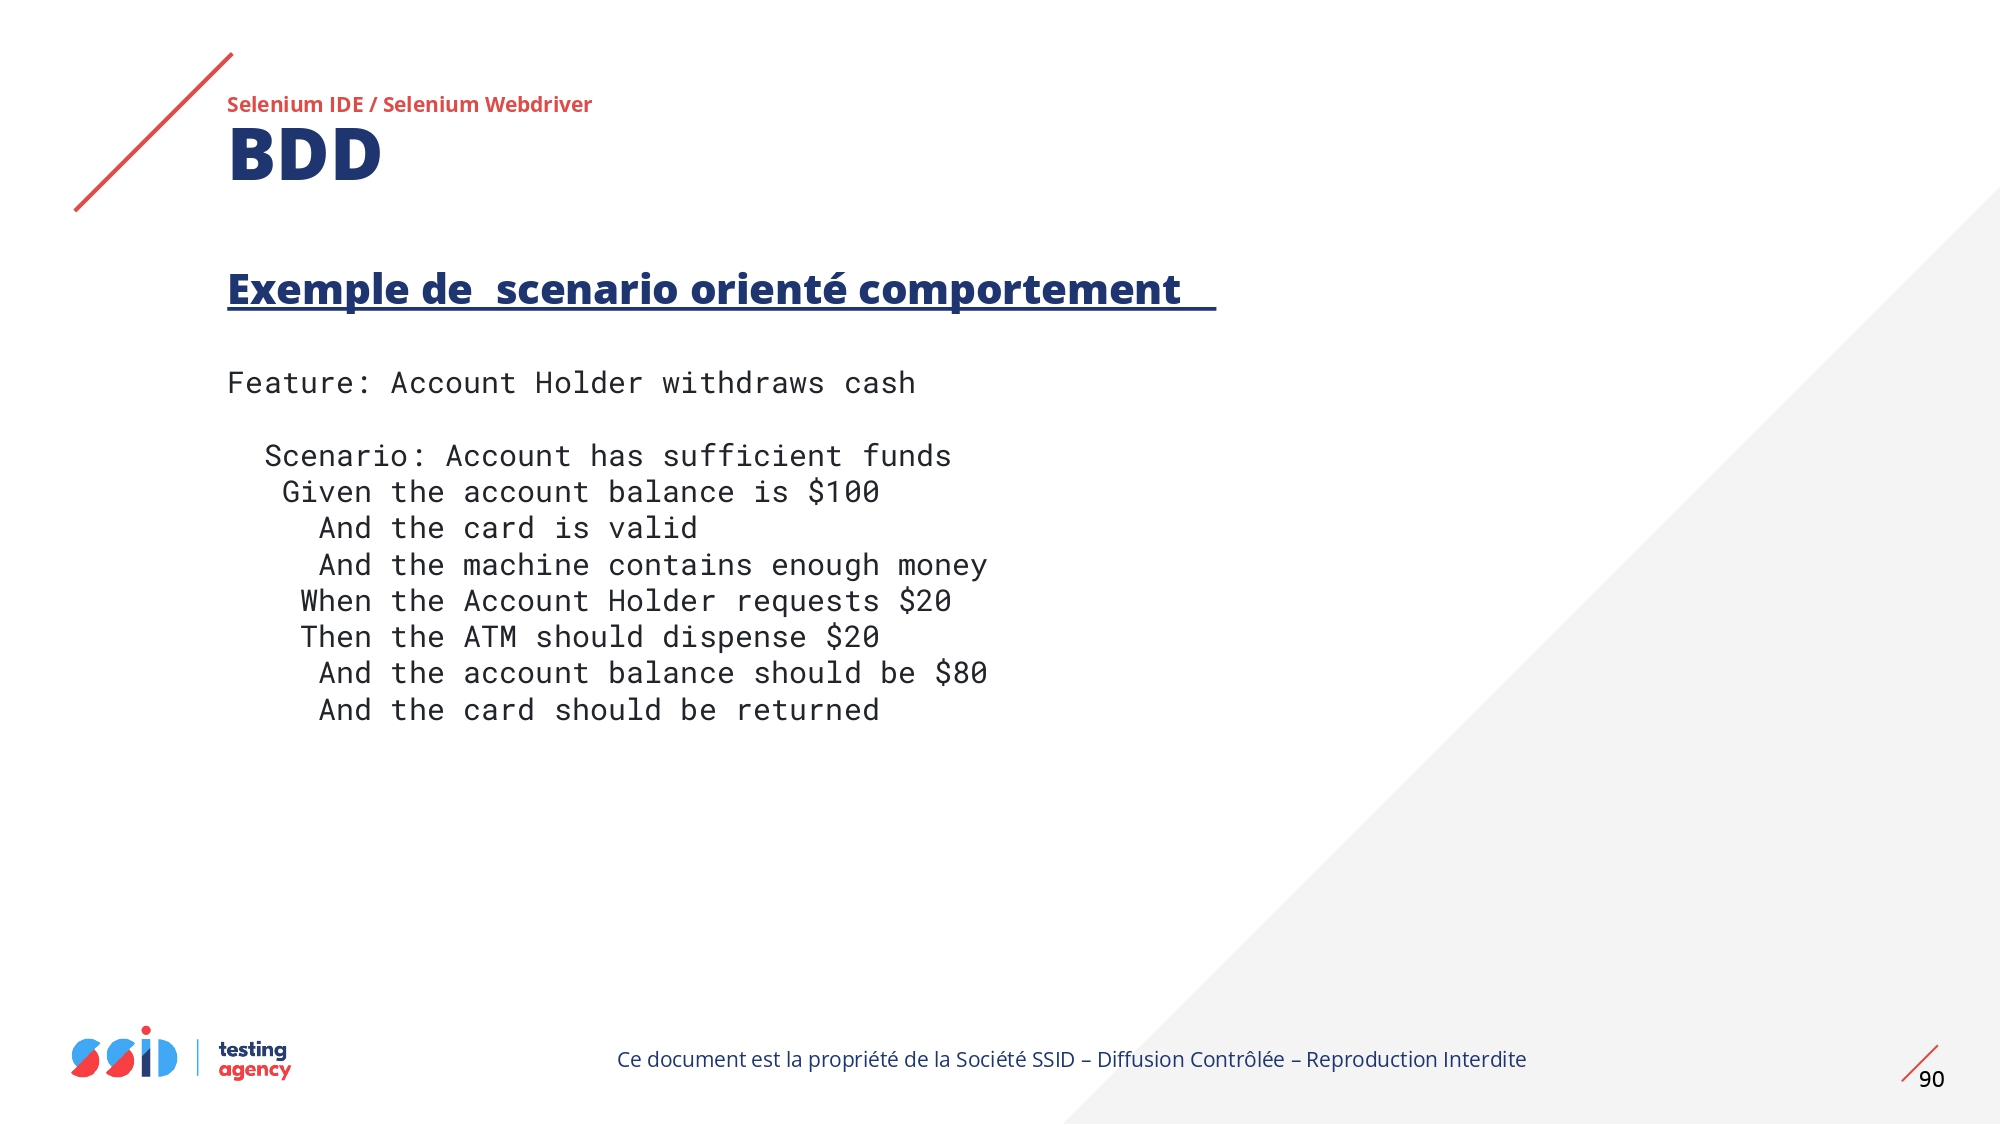 Selenium IDE / Selenium Webdriver
BDD
Exemple de  scenario orienté comportement
Feature: Account Holder withdraws cash
Scenario: Account has sufficient funds
Given the account balance is $100
And the card is valid
And the machine contains enough money
When the Account Holder requests $20
Then the ATM should dispense $20
And the account balance should be $80
And the card should be returned
ssiD
testing
agency
Ce document est la propriété de la Société SSID – Diffusion Contrôlée – Reproduction Interdite
90